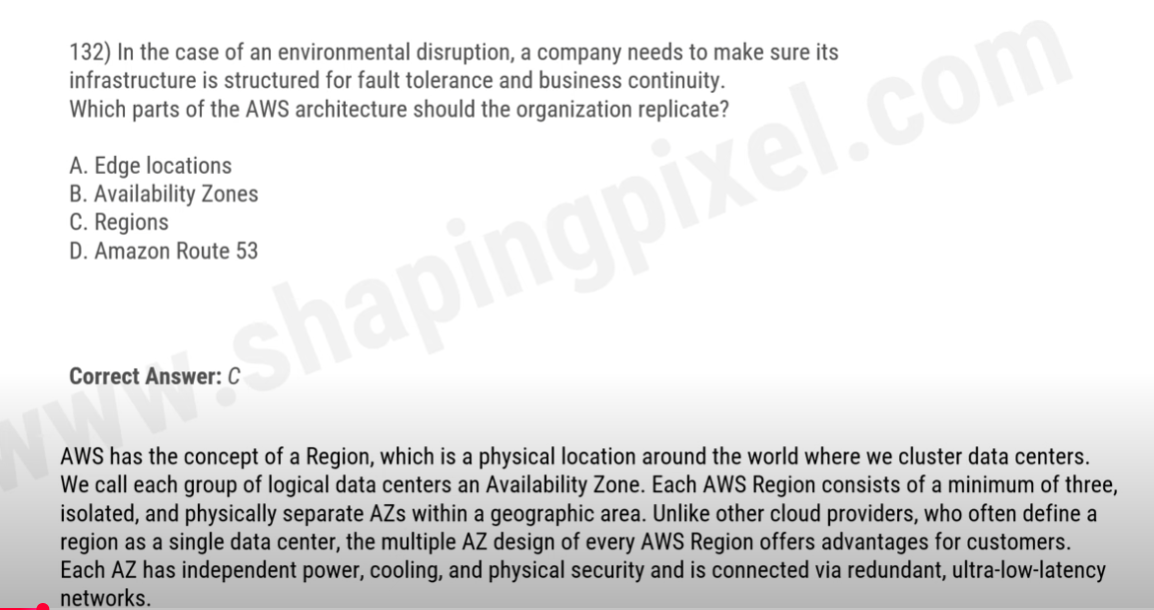 132) In the case of an environmental disruption, a company needs to make sure its
infrastructure is structured for fault tolerance and business continuity.
Which parts of the AWS architecture should the organization replicate?
A. Edge locations
B. Availability Zones
C. Regions
D. Amazon Route 53
www.shapingpixel.com
Correct Answer: C
AWS has the concept of a Region, which is a physical location around the world where we cluster data centers.
We call each group of logical data centers an Availability Zone. Each AWS Region consists of a minimum of three,
isolated, and physically separate AZs within a geographic area. Unlike other cloud providers, who often define a
region as a single data center, the multiple AZ design of every AWS Region offers advantages for customers.
Each AZ has independent power, cooling, and physical security and is connected via redundant, ultra-low-latency
networks.